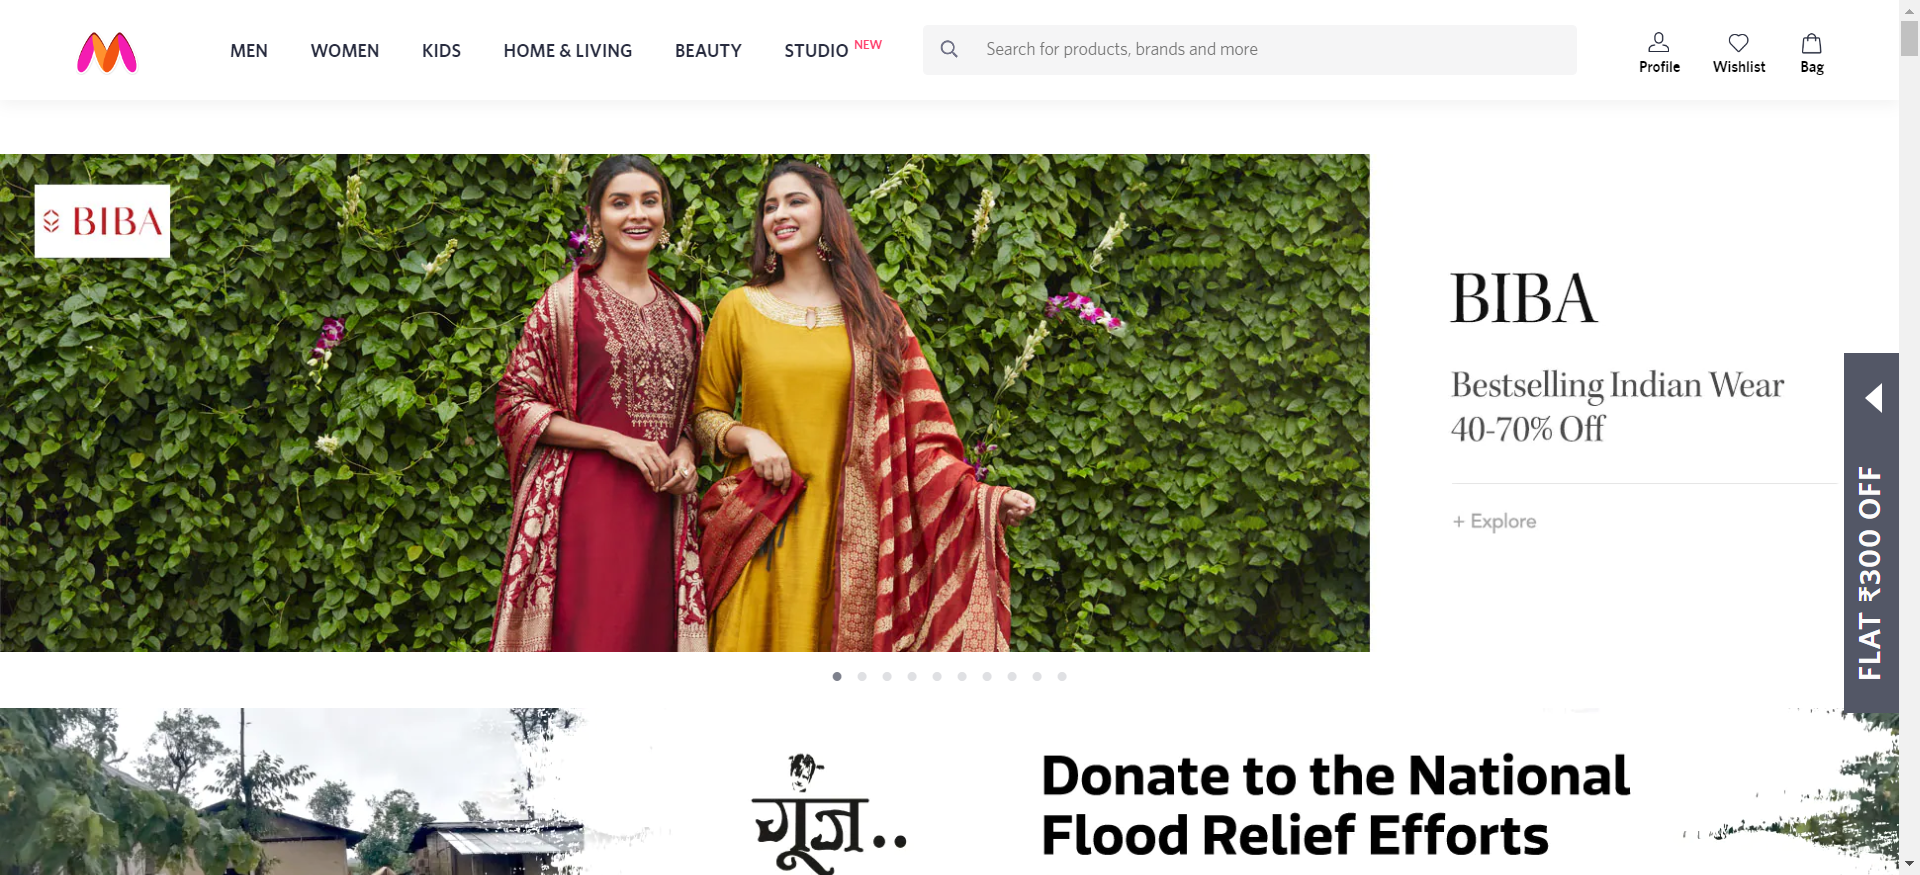 MEN
WOMEN
KIDS
HOME & LIVING
BEAUTY
STUDIO NEW
Search for products, brands and more
Profile
Wishlist
Bag
BIBA
BIBA
Bestselling Indian Wear
40-70% Off
+ Explore
FLAT ₹300 OFF
गूंज..
Donate to the National
Flood Relief Efforts